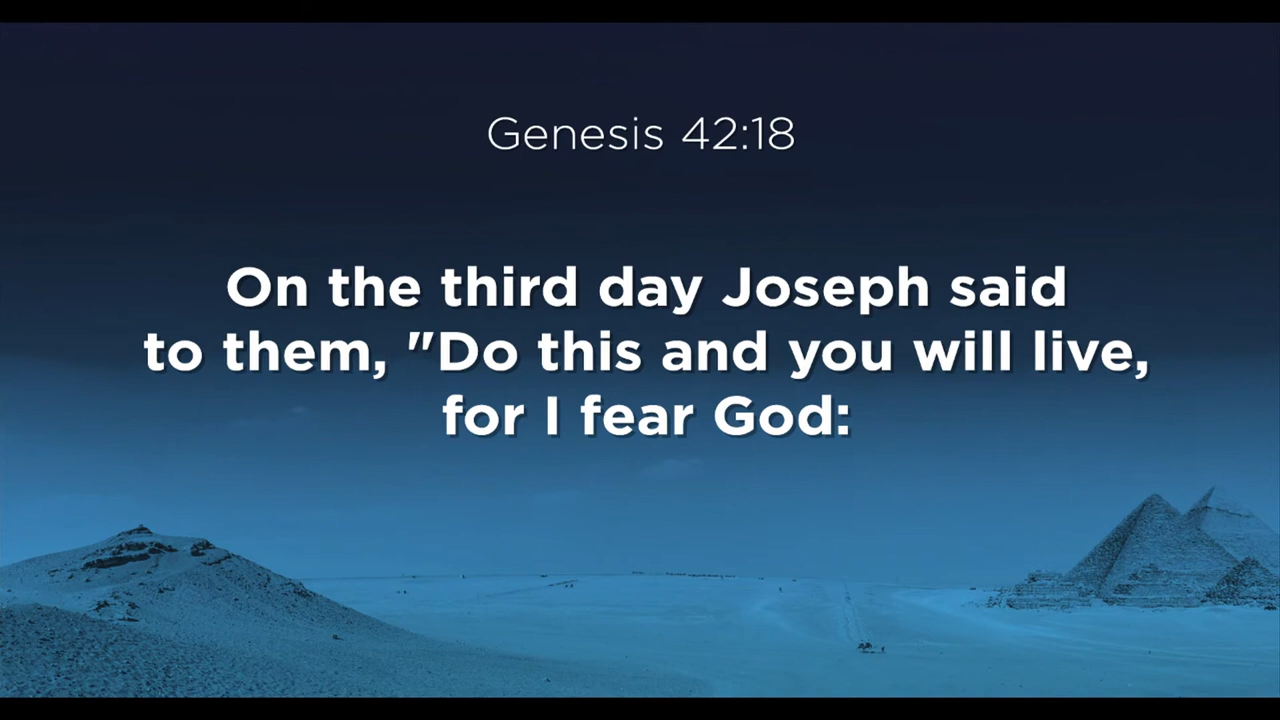 Genesis 42:18
On the third day Joseph said
to them, "Do this and you will live,
for I fear God: